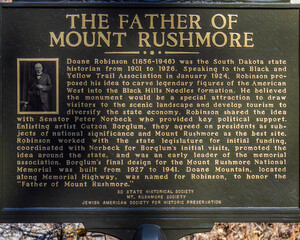 THE FATHER OF
MOUNT RUSHMORE
Doane Robinson (1856-1946) was the South Dakota state
historian from 1901 to 1926. Speaking to the Black and
Yellow Trail Association in January 1924, Robinson pro-
posed his idea to carve legendary figures of the American
West into the Black Hills Needles formation. He believed
the monument would be a special attraction to draw
visitors to the scenic landscape and develop tourism to
diversify the state economy. Robinson shared the idea
with Senator Peter Norbeck who provided key political support.
Enlisting artist Gutzon Borglum, they agreed on presidents as sub-
jects of national significance and Mount Rushmore as the best site.
Robinson worked with the state legislature for initial funding,
coordinated with Norbeck for Borglum's initial visits, promoted the
idea around the state, and was an early leader of the memorial
association. Borglum's final design for the Mount Rushmore National
Memorial was built from 1927 to 1941. Doane Mountain, located
along Memorial Highway, was named for Robinson, to honor the
"Father of Mount Rushmore."
SD STATE HISTORICAL SOCIETY
MT. RUSHMORE SOCIETY
JEWISH AMERICAN SOCIETY FOR HISTORIC PRESERVATION